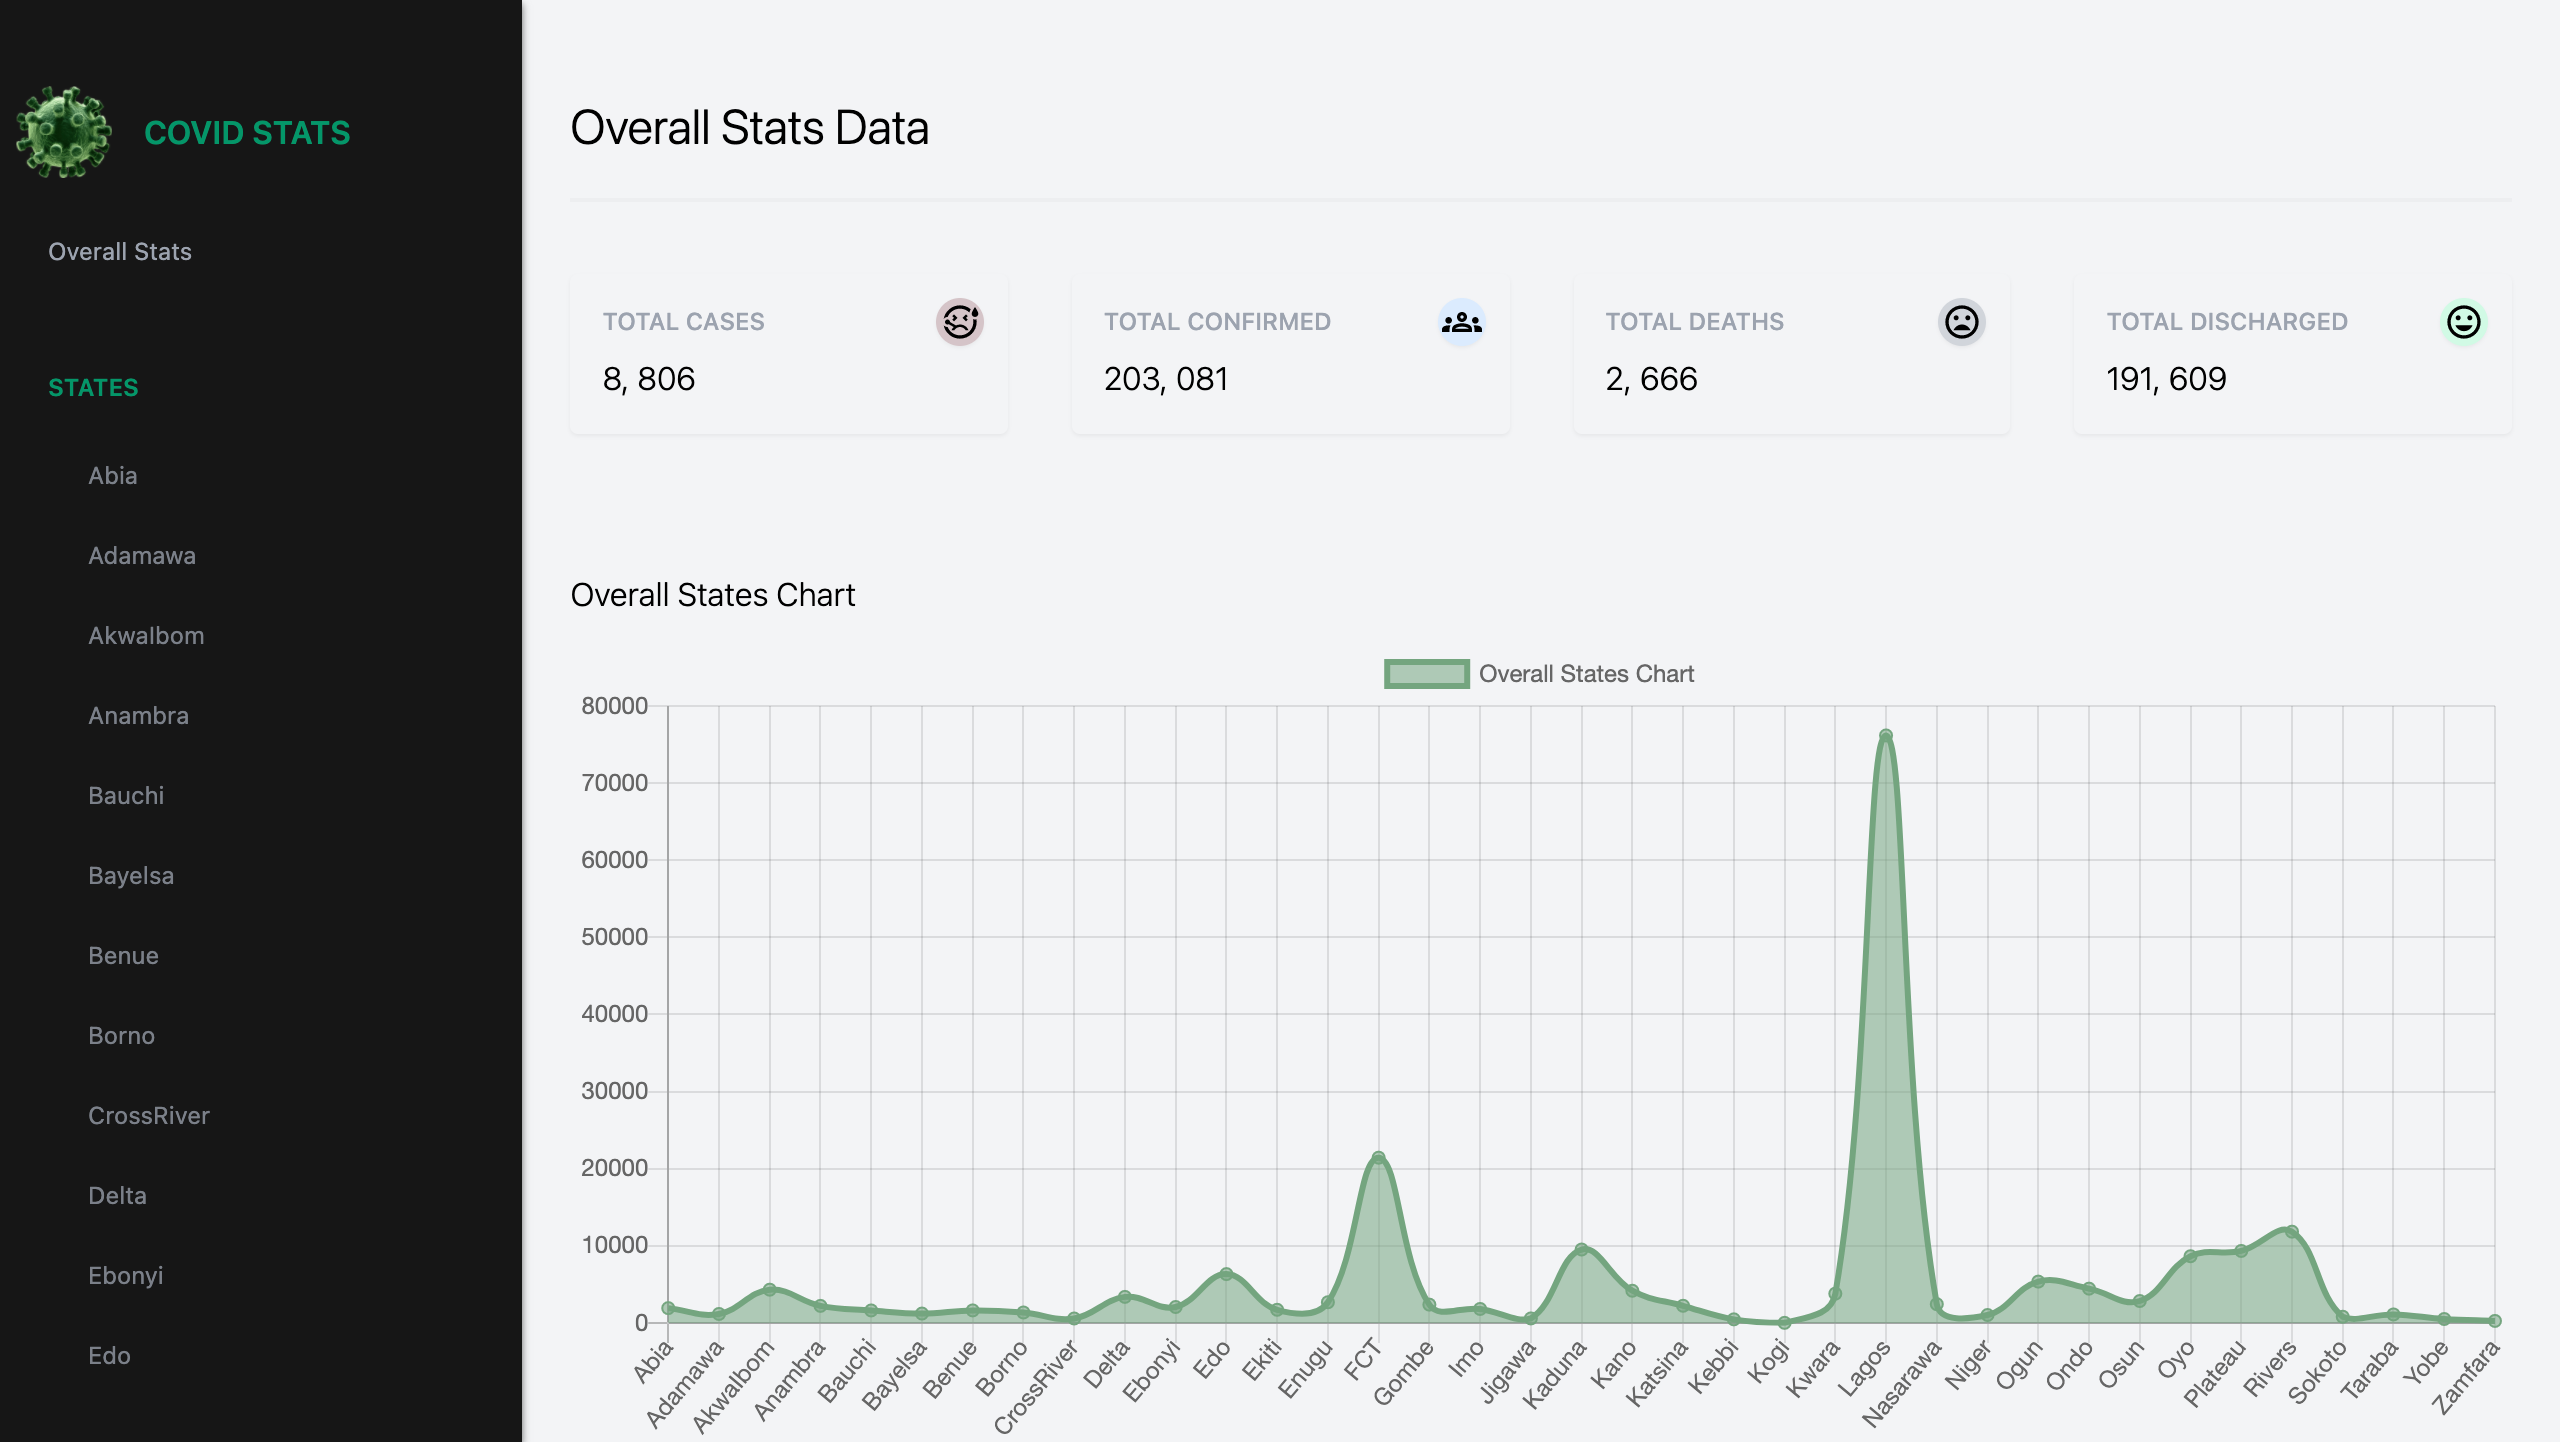 COVID STATS
Overall Stats
STATES
Abia
Adamawa
AkwaIbom
Anambra
Bauchi
Bayelsa
Benue
Borno
CrossRiver
Delta
Ebonyi
Edo
Overall Stats Data
TOTAL CASES
8, 806
TOTAL CONFIRMED
203, 081
TOTAL DEATHS
2, 666
TOTAL DISCHARGED
191, 609
Overall States Chart
Overall States Chart
80000
70000
60000
50000
40000
30000
20000
10000
0
Abia
Adamawa
AkwaIbom
Anambra
Bauchi
Bayelsa
Benue
Borno
CrossRiver
Delta
Ebonyi
Edo
Ekiti
Enugu
FCT
Gombe
Imo
Jigawa
Kaduna
Kano
Katsina
Kebbi
Kogi
Kwara
Lagos
Nasarawa
Niger
Ogun
Ondo
Osun
Oyo
Plateau
Rivers
Sokoto
Taraba
Yobe
Zamfara